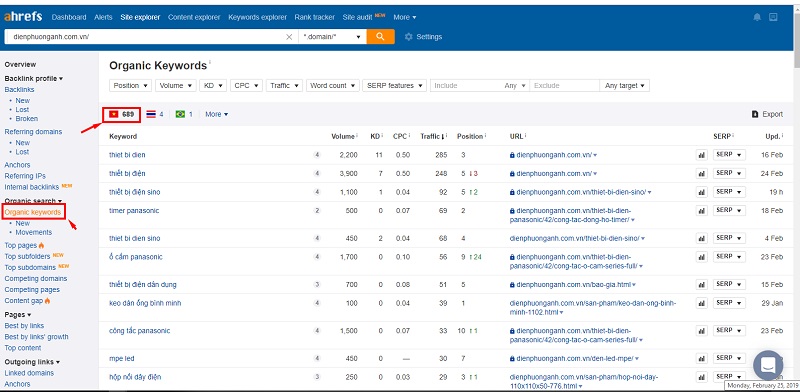 ahrefs Dashboard Alerts Site explorer Content explorer Keywords explorer Rank tracker Site audit NEW More
dienphuonganh.com.vn/ × *.domain/* Settings
Overview
Backlink profile
Backlinks
New
Lost
Broken
Referring domains
New
Lost
Anchors
Referring IPs
Internal backlinks NEW
Organic search
Organic keywords
New
Movements
Top pages
Top subfolders NEW
Top subdomains NEW
Competing domains
Competing pages
Content gap
Pages
Best by links
Best by links' growth
Top content
Outgoing links
Linked domains
Anchors
Organic Keywords i
Position Volume KD CPC Traffic Word count SERP features Include Any Exclude Any target
689 4 1 More Export
Keyword Volume KD CPC Traffic Position URL SERP Upd.
thiet bi dien 4 2,200 11 0.50 285 3 dienphuonganh.com.vn/ SERP 16 Feb
thiết bị điện 4 3,900 7 0.50 248 5 ↓3 dienphuonganh.com.vn/ SERP 24 Feb
thiết bị điện sino 4 1,100 1 0.04 92 5 ↑2 dienphuonganh.com.vn/thiet-bi-dien-sino/ SERP 19 h
timer panasonic 2 500 0 0.07 69 2 dienphuonganh.com.vn/thiet-bi-dien-panasonic/42/cong-tac-dong-ho-timer/ SERP 18 Feb
thiet bi dien sino 4 450 2 0.04 68 4 dienphuonganh.com.vn/thiet-bi-dien-sino/ SERP 4 Feb
ổ cắm panasonic 4 1,700 0 0.10 56 9 ↑24 dienphuonganh.com.vn/thiet-bi-dien-panasonic/42/cong-tac-o-cam-series-full/ SERP 23 Feb
thiết bị điện dân dụng 3 700 0 0.08 51 5 dienphuonganh.com.vn/bao-gia.html SERP 15 Feb
keo dán ống bình minh 100 0 0.04 39 1 dienphuonganh.com.vn/san-pham/keo-dan-ong-binh-minh-1102.html SERP 29 Jan
công tắc panasonic 4 1,500 0 0.07 33 10 ↑1 dienphuonganh.com.vn/thiet-bi-dien-panasonic/42/cong-tac-o-cam-series-full/ SERP 23 Feb
mpe led 4 450 0 — 30 7 dienphuonganh.com.vn/den-led-mpe/ SERP
hộp nối dây điện 3 250 0 0.03 29 3 ↑1 dienphuonganh.com.vn/san-pham/hop-noi-day-110x110x50-776.html SERP
Monday, February 25, 2019